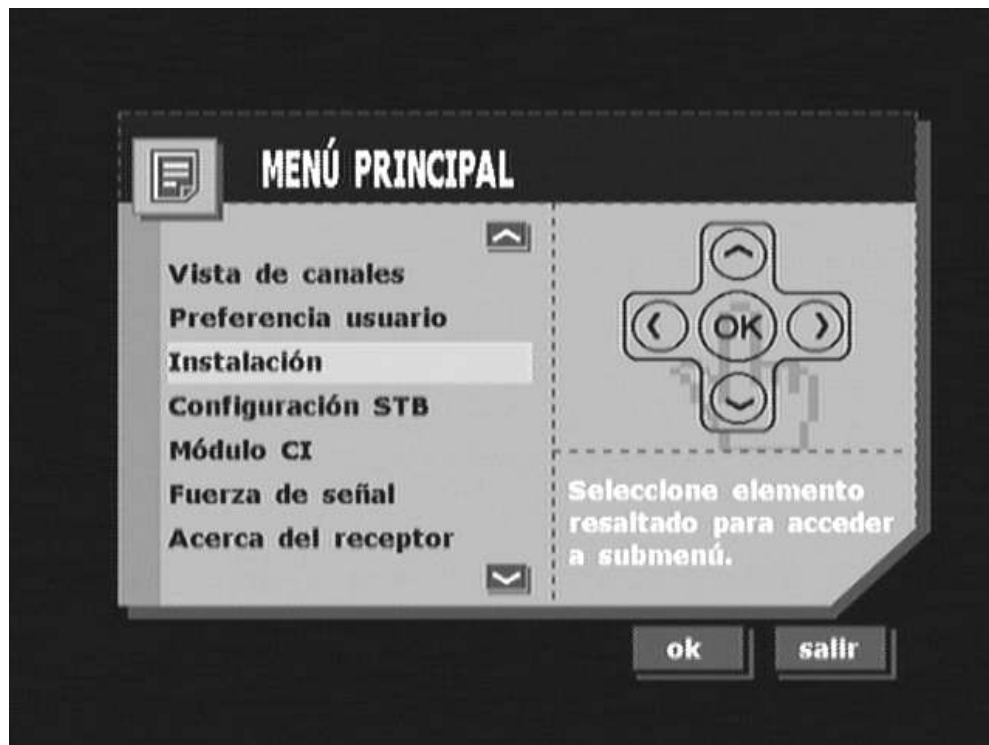 MENÚ PRINCIPAL
Vista de canales
Preferencia usuario
Instalación
Configuración STB
Módulo CI
Fuerza de señal
Acerca del receptor
OK
Seleccione elemento
resaltado para acceder
a submenú.
ok
salir